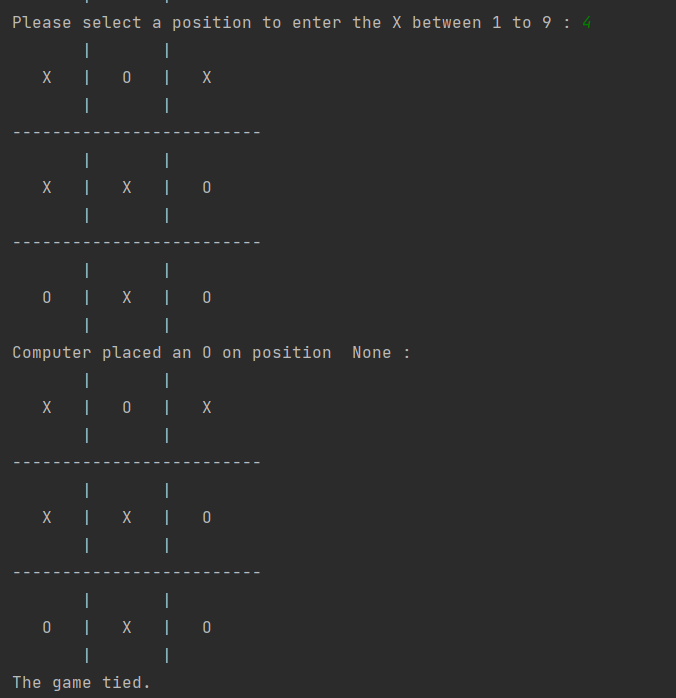 Please select a position to enter the X between 1 to 9 : 4
       |       |
   X   |   O   |   X
       |       |
-------------------------
       |       |
   X   |   X   |   O
       |       |
-------------------------
       |       |
   O   |   X   |   O
       |       |
Computer placed an O on position  None :
       |       |
   X   |   O   |   X
       |       |
-------------------------
       |       |
   X   |   X   |   O
       |       |
-------------------------
       |       |
   O   |   X   |   O
       |       |
The game tied.